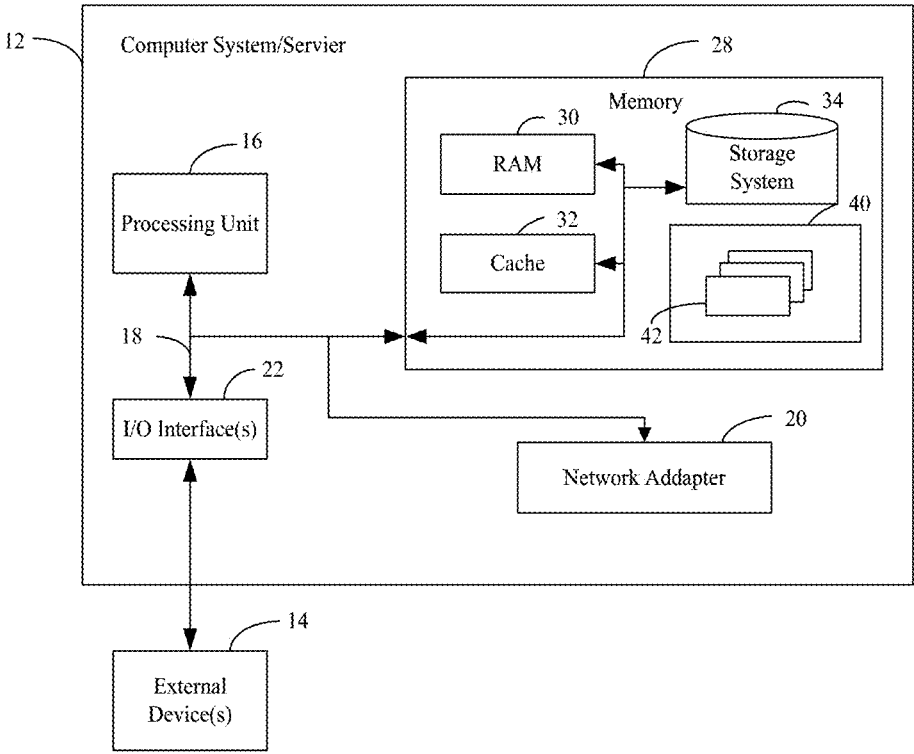 12
Computer System/Servier
28
Memory
30
RAM
34
Storage
System
16
Processing Unit
32
Cache
40
42
18
22
I/O Interface(s)
20
Network Addapter
14
External
Device(s)